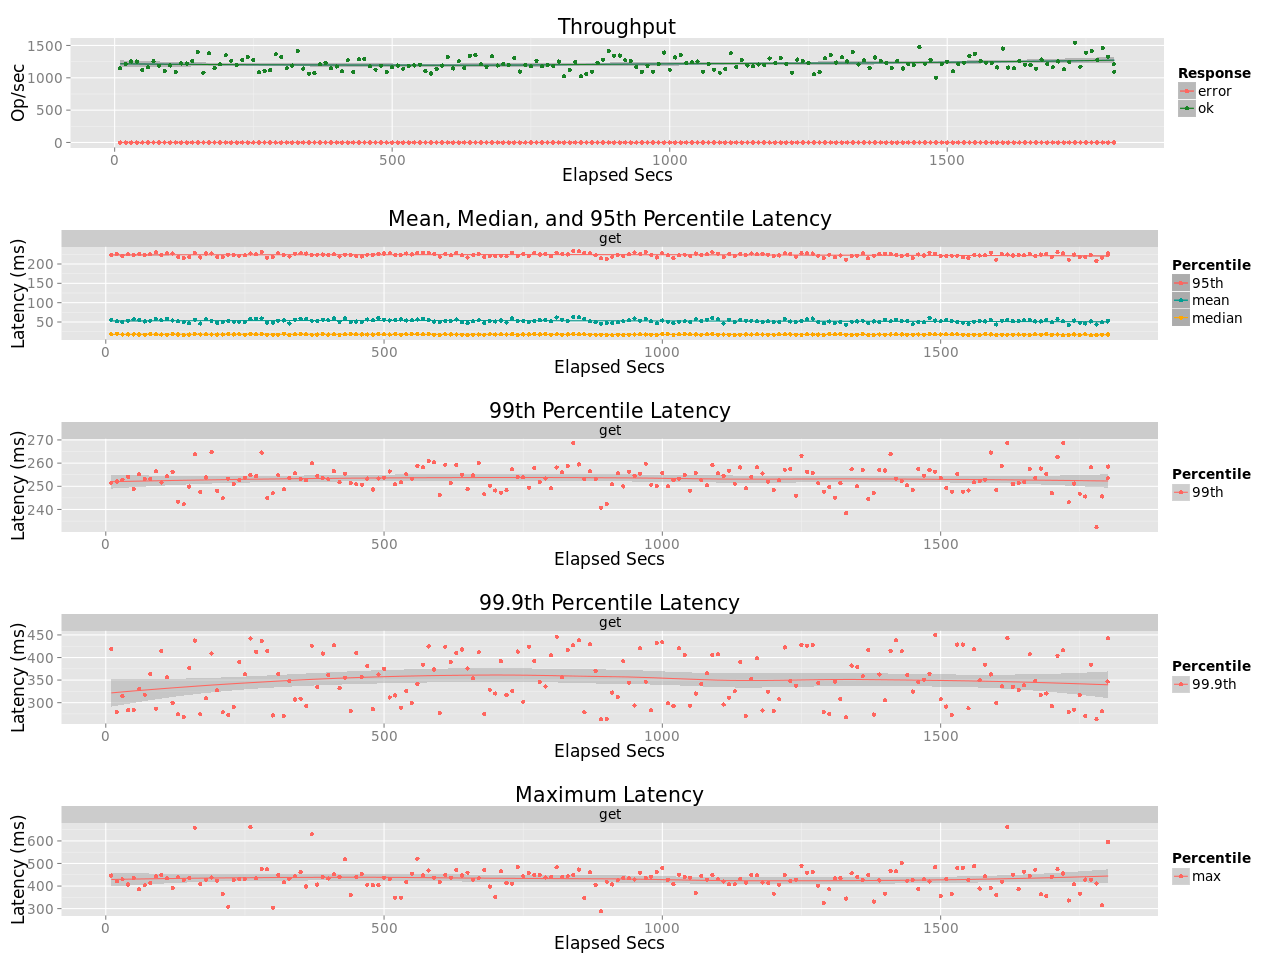 Throughput
Op/sec
1500
1000
500
0
0 500 1000 1500
Elapsed Secs
Response
error
ok
Mean, Median, and 95th Percentile Latency
get
Latency (ms)
200
150
100
50
0 500 1000 1500
Elapsed Secs
Percentile
95th
mean
median
99th Percentile Latency
get
Latency (ms)
270
260
250
240
0 500 1000 1500
Elapsed Secs
Percentile
99th
99.9th Percentile Latency
get
Latency (ms)
450
400
350
300
0 500 1000 1500
Elapsed Secs
Percentile
99.9th
Maximum Latency
get
Latency (ms)
600
500
400
300
0 500 1000 1500
Elapsed Secs
Percentile
max